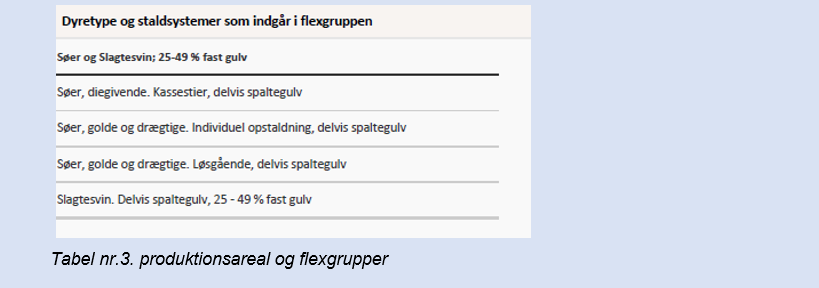 Dyretype og staldsystemer som indgår i flexgruppen
Søer og Slagtesvin; 25-49 % fast gulv
Søer, diegivende. Kassestier, delvis spaltegulv
Søer, golde og drægtige. Individuel opstaldning, delvis spaltegulv
Søer, golde og drægtige. Løsgående, delvis spaltegulv
Slagtesvin. Delvis spaltegulv, 25 - 49 % fast gulv
Tabel nr.3. produktionsareal og flexgrupper